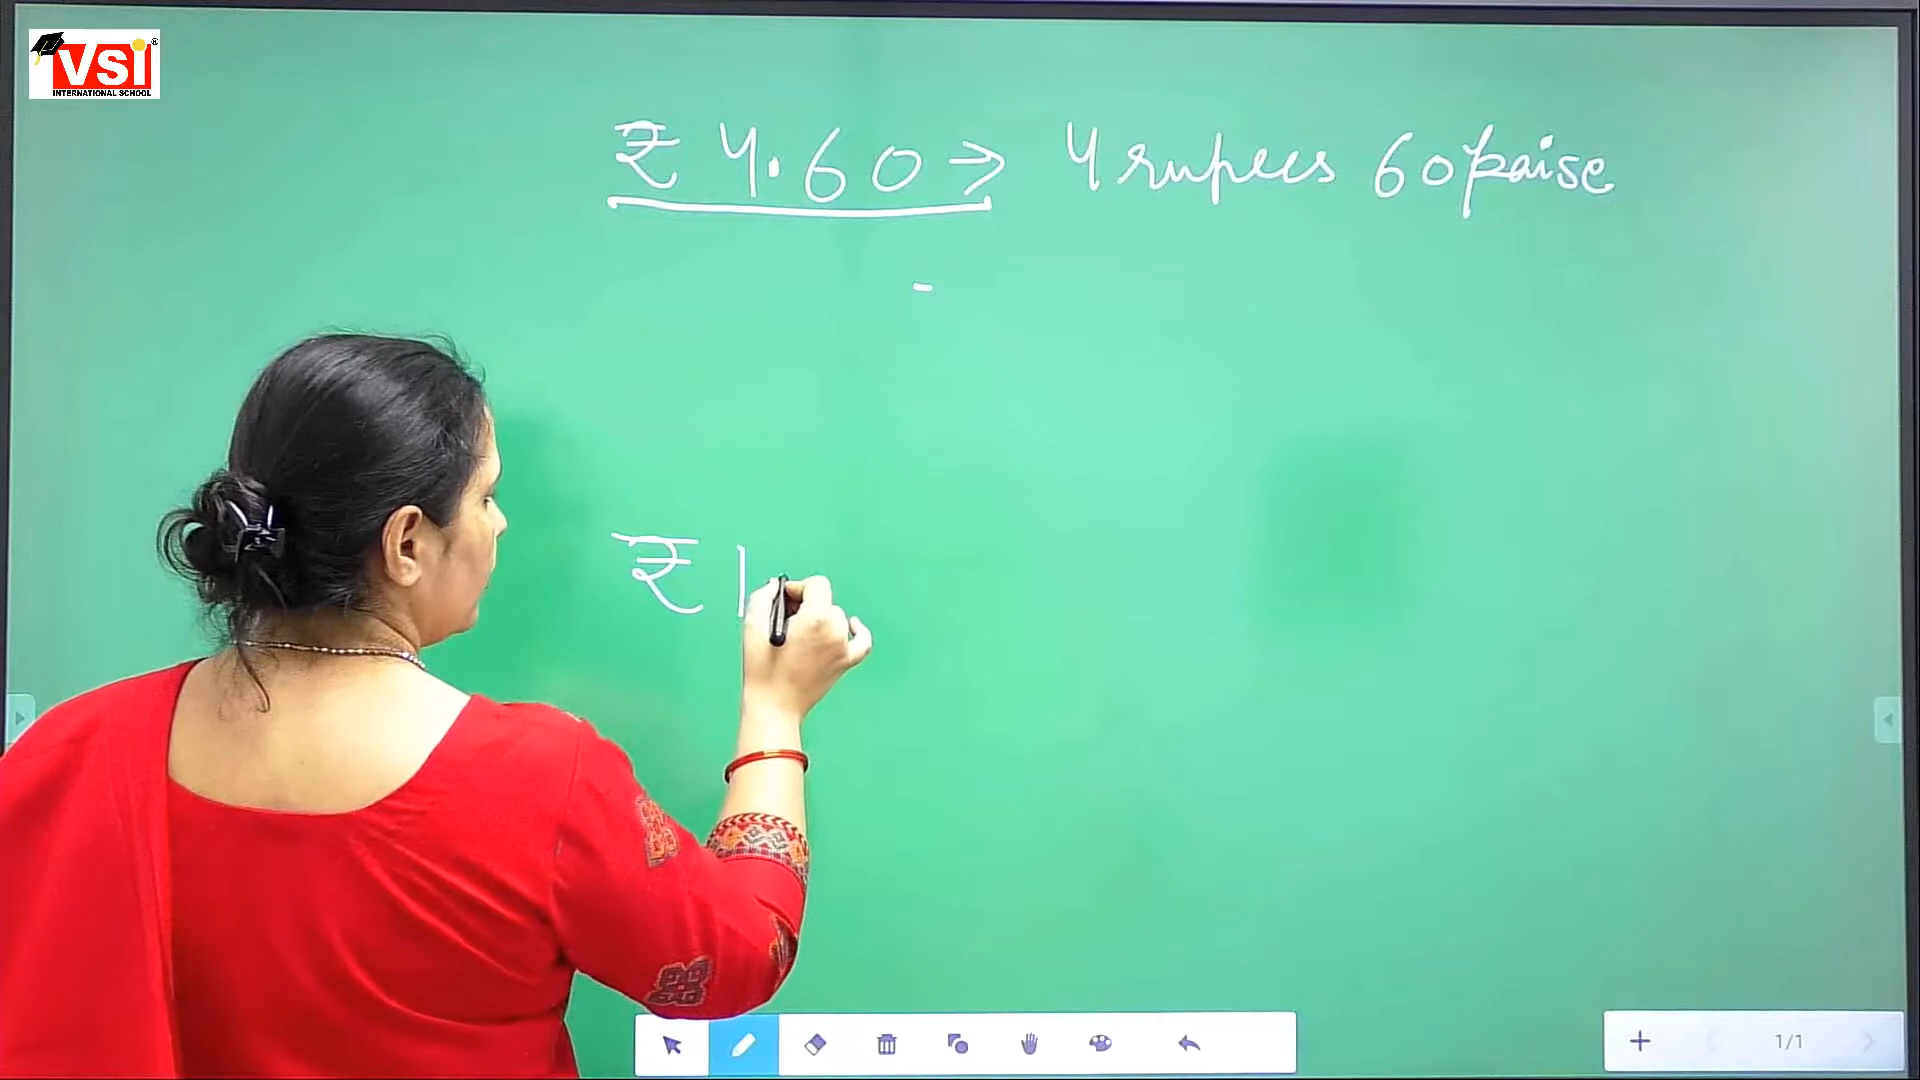 VSI
INTERNATIONAL SCHOOL
₹ 4.60 → 4 rupees 60 paise
-
₹ 1
1/1